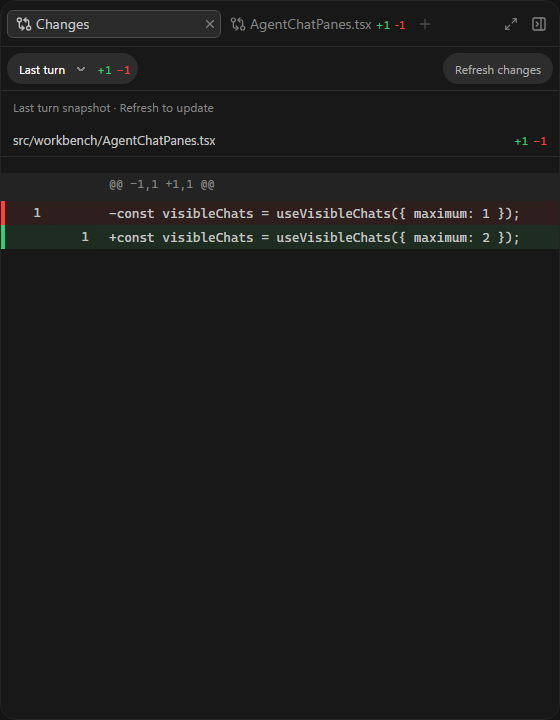 Changes AgentChatPanes.tsx +1 -1
Last turn +1 −1 Refresh changes
Last turn snapshot · Refresh to update
src/workbench/AgentChatPanes.tsx +1 −1
@@ −1,1 +1,1 @@
1 −const visibleChats = useVisibleChats({ maximum: 1 });
1 +const visibleChats = useVisibleChats({ maximum: 2 });